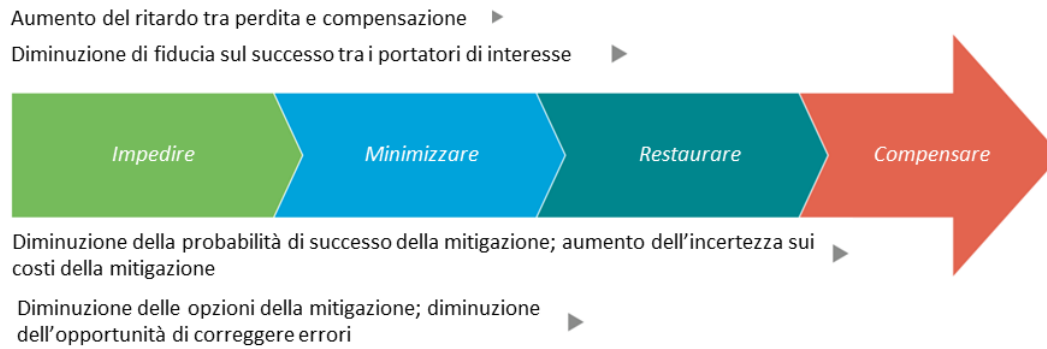 Aumento del ritardo tra perdita e compensazione
Diminuzione di fiducia sul successo tra i portatori di interesse
Impedire
Minimizzare
Restaurare
Compensare
Diminuzione della probabilità di successo della mitigazione; aumento dell’incertezza sui
costi della mitigazione
Diminuzione delle opzioni della mitigazione; diminuzione
dell’opportunità di correggere errori